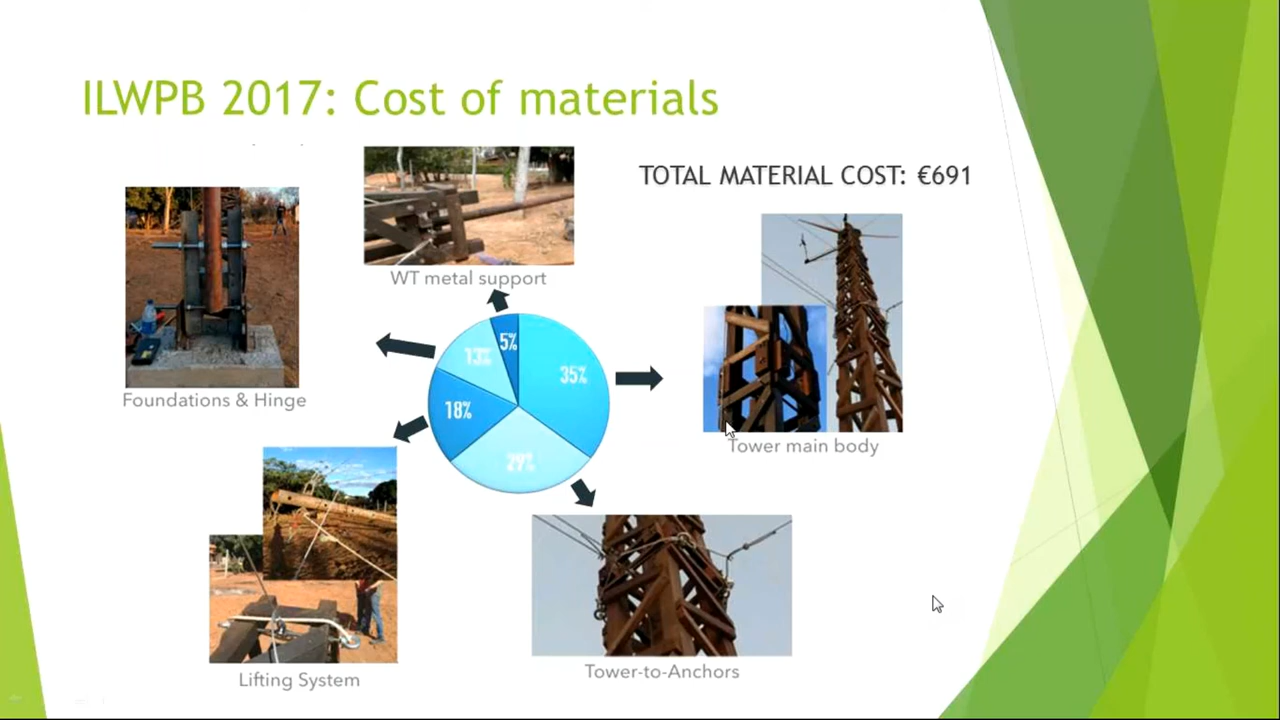 ILWPB 2017: Cost of materials
TOTAL MATERIAL COST: €691
WT metal support
5%
13%
35%
18%
29%
Foundations & Hinge
Tower main body
Lifting System
Tower-to-Anchors